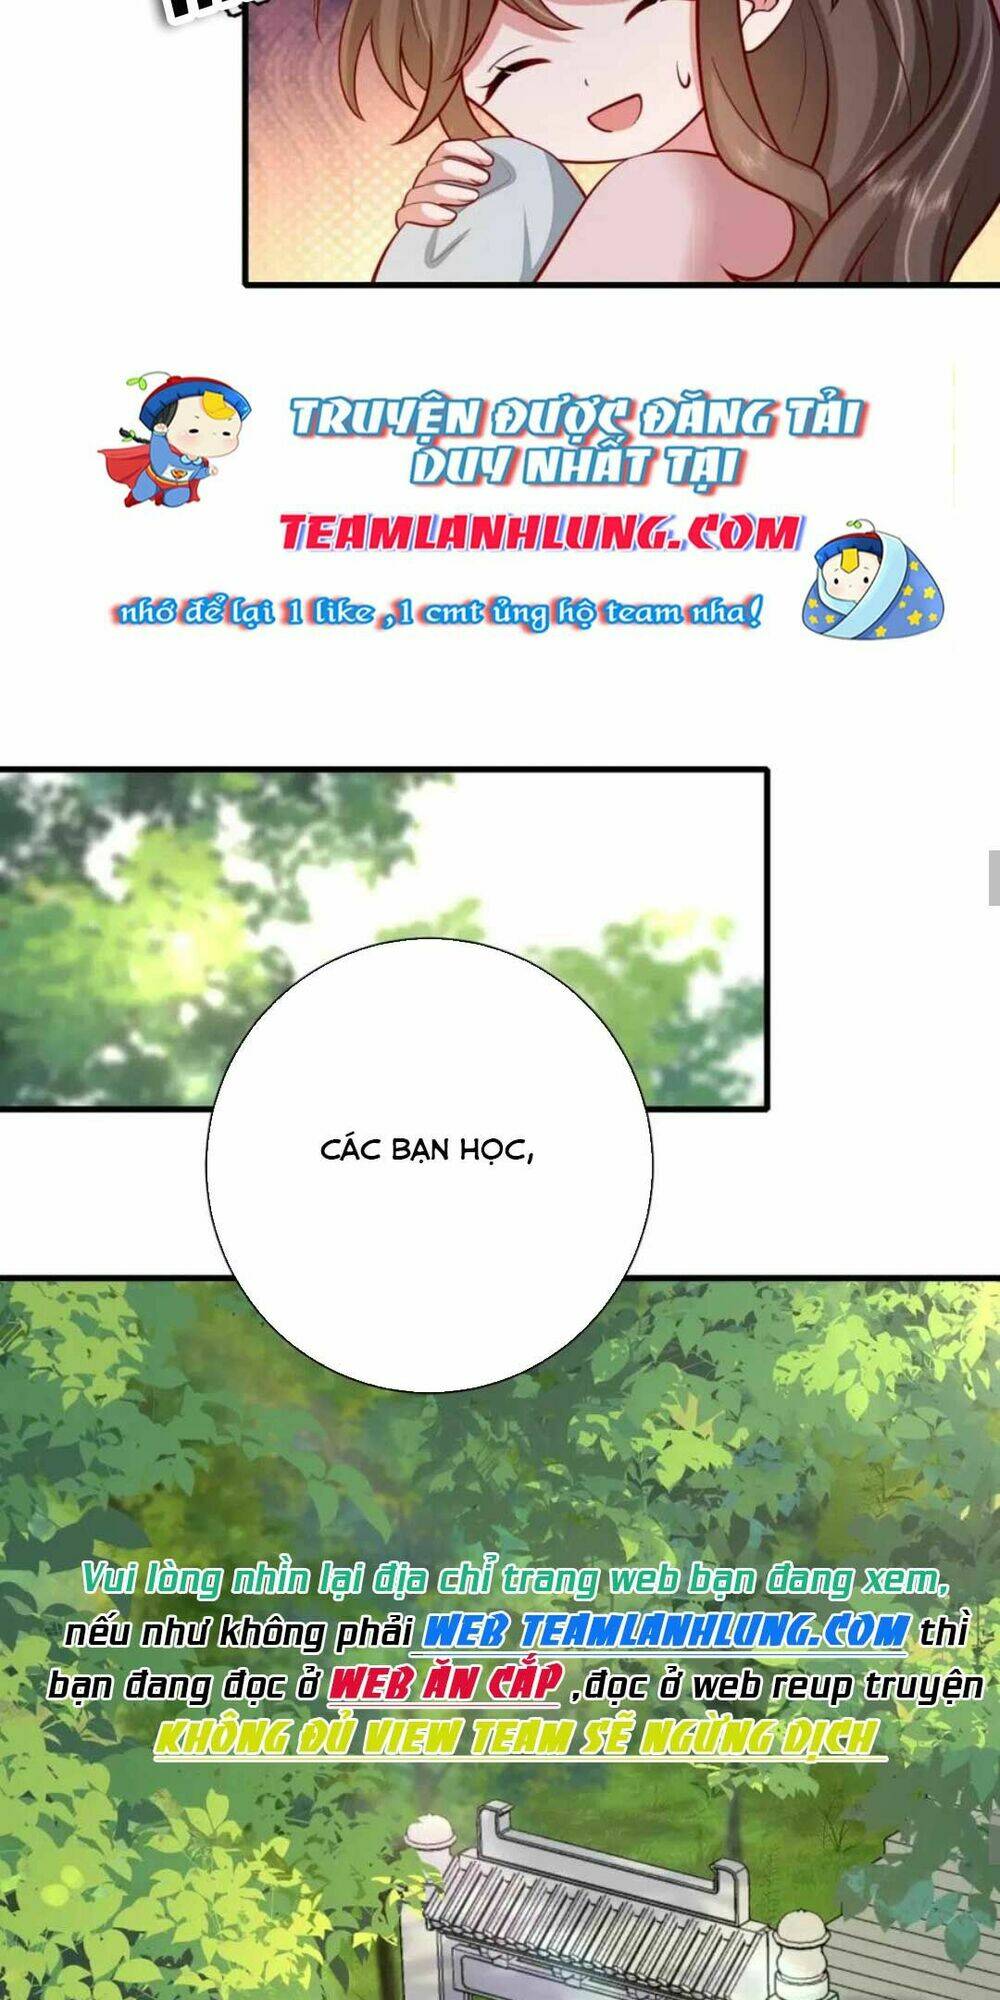 TRUYỆN ĐƯỢC ĐĂNG TẢI
DUY NHẤT TẠI
TEAMLANHLUNG.COM
nhớ để lại 1 like ,1 cmt ủng hộ team nha!
CÁC BẠN HỌC,
Vui lòng nhìn lại địa chỉ trang web bạn đang xem,
nếu như không phải WEB TEAMLANHLUNG.COM thì
bạn đang đọc ở WEB ĂN CẮP ,đọc ở web reup truyện
KHÔNG ĐỦ VIEW TEAM SẼ NGỪNG DỊCH